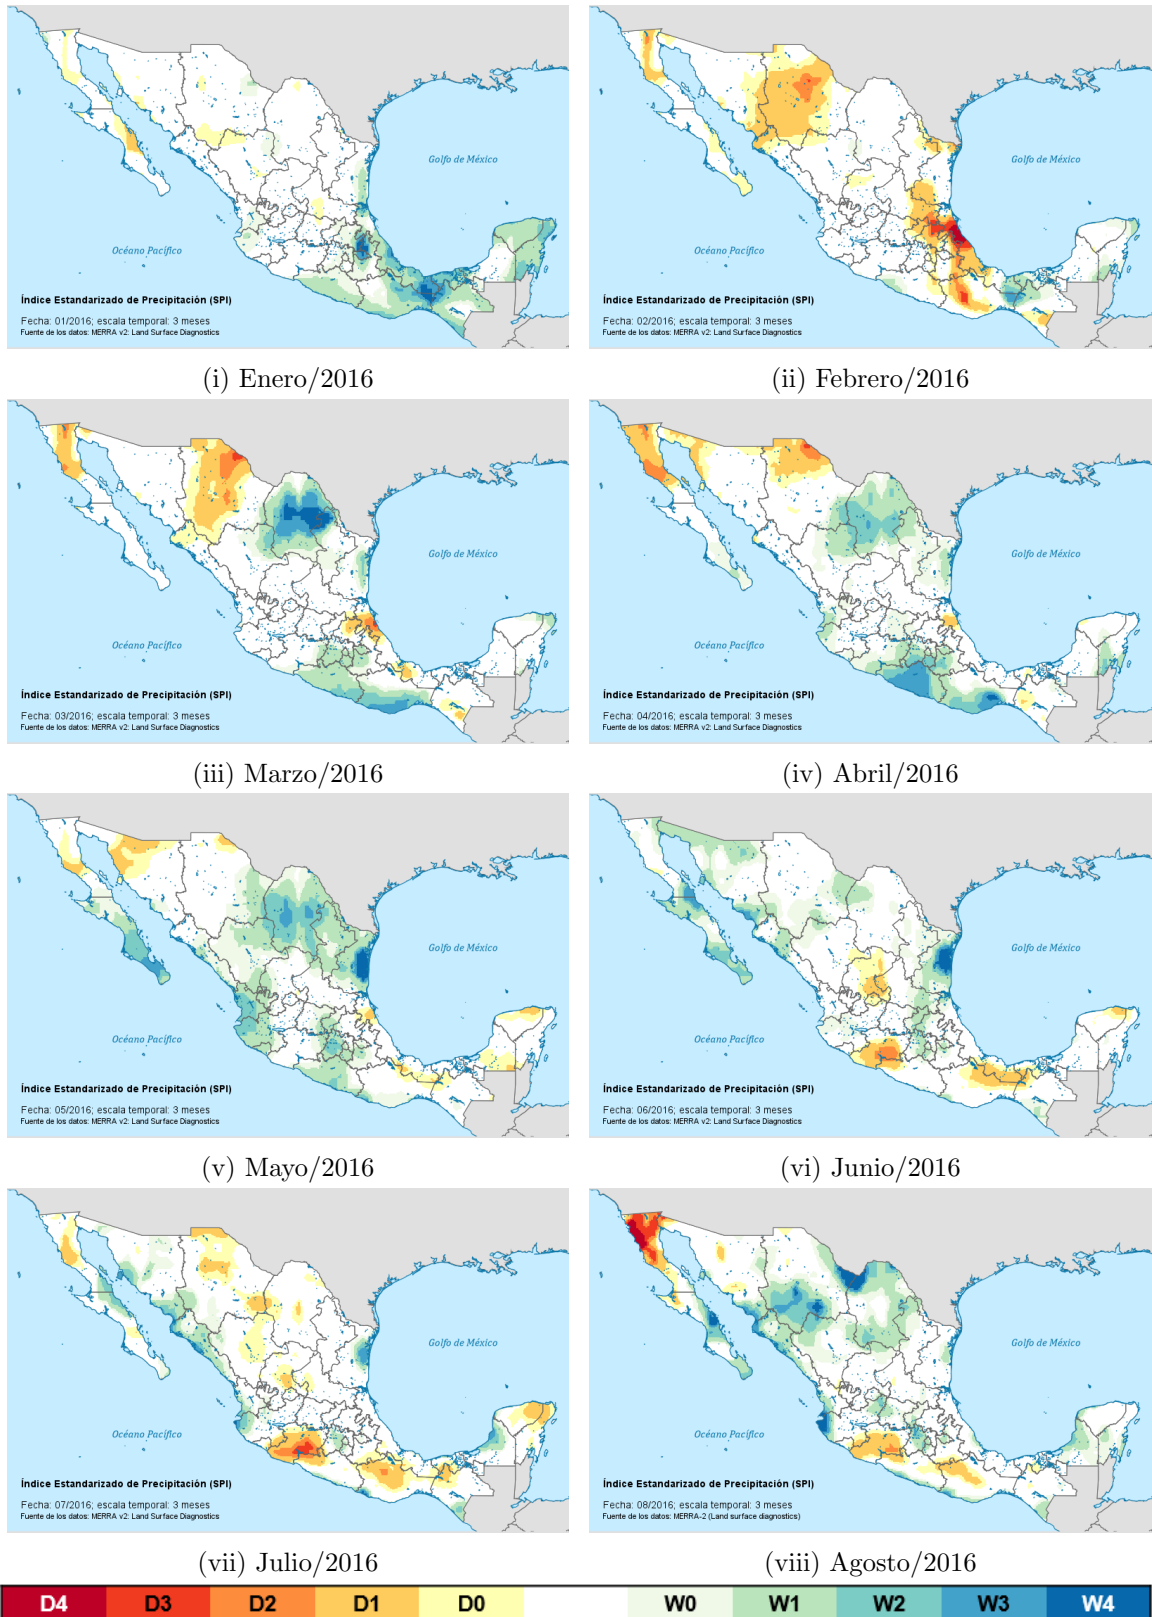 Golfo de México
Océano Pacífico
Índice Estandarizado de Precipitación (SPI)
Fecha: 01/2016; escala temporal: 3 meses
Fuente de los datos: MERRA v2: Land Surface Diagnostics
(i) Enero/2016
Golfo de México
Océano Pacífico
Índice Estandarizado de Precipitación (SPI)
Fecha: 02/2016; escala temporal: 3 meses
Fuente de los datos: MERRA v2: Land Surface Diagnostics
(ii) Febrero/2016
Golfo de México
Océano Pacífico
Índice Estandarizado de Precipitación (SPI)
Fecha: 03/2016; escala temporal: 3 meses
Fuente de los datos: MERRA v2: Land Surface Diagnostics
(iii) Marzo/2016
Golfo de México
Océano Pacífico
Índice Estandarizado de Precipitación (SPI)
Fecha: 04/2016; escala temporal: 3 meses
Fuente de los datos: MERRA v2: Land Surface Diagnostics
(iv) Abril/2016
Golfo de México
Océano Pacífico
Índice Estandarizado de Precipitación (SPI)
Fecha: 05/2016; escala temporal: 3 meses
Fuente de los datos: MERRA v2: Land Surface Diagnostics
(v) Mayo/2016
Golfo de México
Océano Pacífico
Índice Estandarizado de Precipitación (SPI)
Fecha: 06/2016; escala temporal: 3 meses
Fuente de los datos: MERRA v2: Land Surface Diagnostics
(vi) Junio/2016
Golfo de México
Océano Pacífico
Índice Estandarizado de Precipitación (SPI)
Fecha: 07/2016; escala temporal: 3 meses
Fuente de los datos: MERRA v2: Land Surface Diagnostics
(vii) Julio/2016
Golfo de México
Océano Pacífico
Índice Estandarizado de Precipitación (SPI)
Fecha: 08/2016; escala temporal: 3 meses
Fuente de los datos: MERRA-2 (Land surface diagnostics)
(viii) Agosto/2016
D4 D3 D2 D1 D0 W0 W1 W2 W3 W4